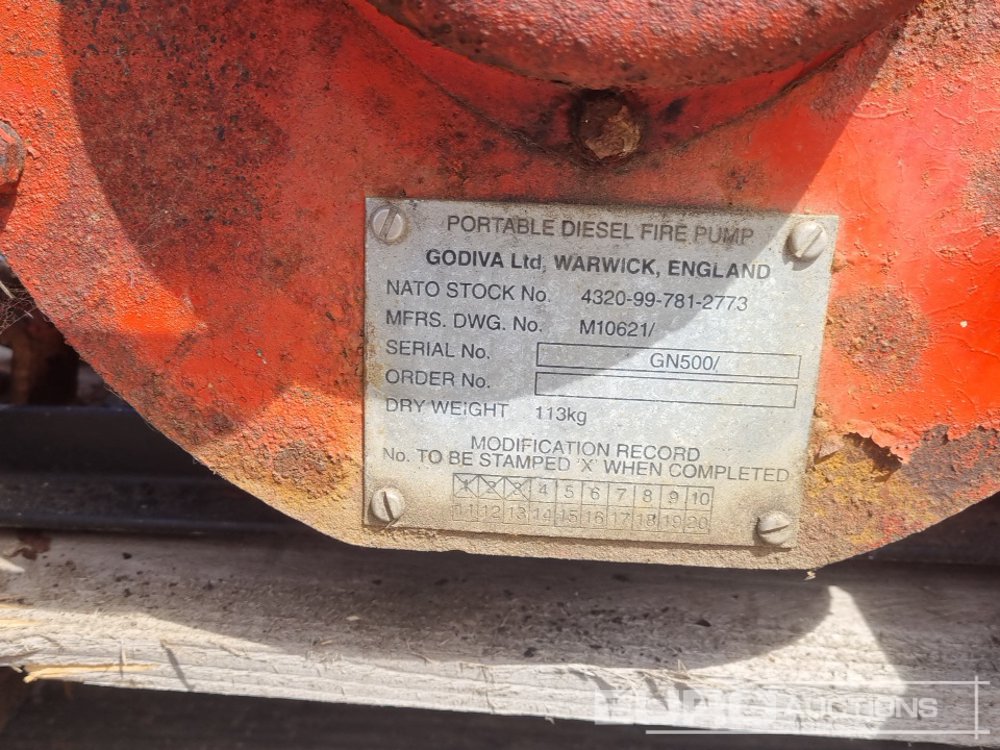 PORTABLE DIESEL FIRE PUMP
GODIVA Ltd, WARWICK, ENGLAND
NATO STOCK No. 4320-99-781-2773
MFRS. DWG. No. M10621/
SERIAL No. GN500/
ORDER No.
DRY WEIGHT 113kg
MODIFICATION RECORD
No. TO BE STAMPED 'X' WHEN COMPLETED
1 2 3 4 5 6 7 8 9 10
11 12 13 14 15 16 17 18 19 20
EURO AUCTIONS